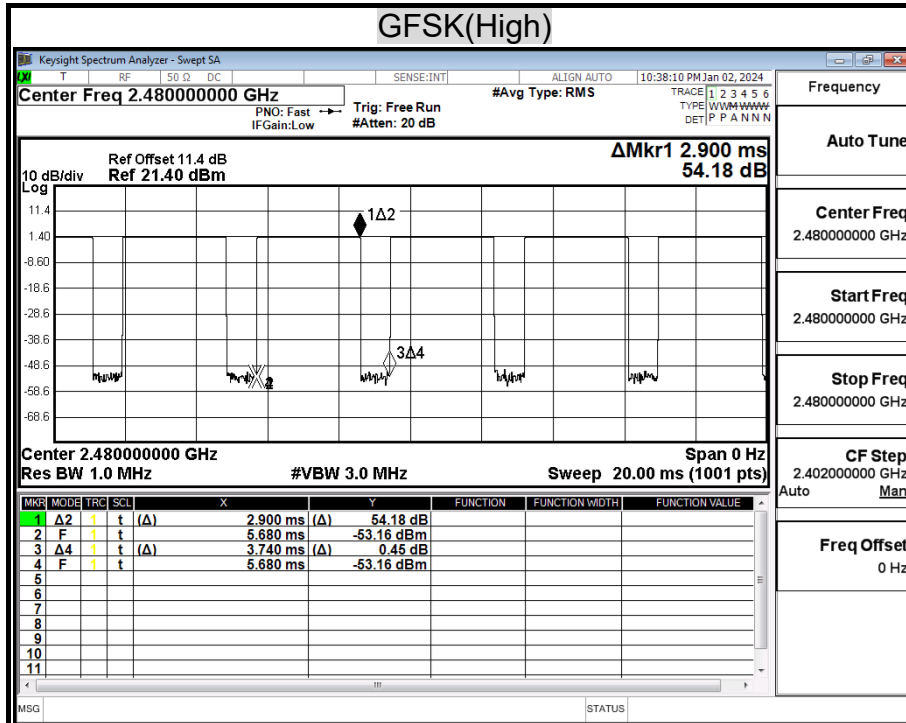 GFSK(High)
Keysight Spectrum Analyzer - Swept SA
LXI T RF 50 Ω DC SENSE:INT ALIGN AUTO 10:38:10 PM Jan 02, 2024
Center Freq 2.480000000 GHz #Avg Type: RMS TRACE 1 2 3 4 5 6
PNO: Fast Trig: Free Run TYPE WWMWWWW
IFGain:Low #Atten: 20 dB DET P P A N N N
Frequency
Auto Tune
Center Freq
2.480000000 GHz
Start Freq
2.480000000 GHz
Stop Freq
2.480000000 GHz
CF Step
2.402000000 GHz
Auto Man
Freq Offset
0 Hz
ΔMkr1 2.900 ms
54.18 dB
Ref Offset 11.4 dB
10 dB/div Ref 21.40 dBm
Log
11.4
1.40
-8.60
-18.6
-28.6
-38.6
-48.6
-58.6
-68.6
1Δ2
3Δ4
Center 2.480000000 GHz Span 0 Hz
Res BW 1.0 MHz #VBW 3.0 MHz Sweep 20.00 ms (1001 pts)
MKR MODE TRC SCL X Y FUNCTION FUNCTION WIDTH FUNCTION VALUE
1 Δ2 1 t (Δ) 2.900 ms (Δ) 54.18 dB
2 F 1 t 5.680 ms -53.16 dBm
3 Δ4 1 t (Δ) 3.740 ms (Δ) 0.45 dB
4 F 1 t 5.680 ms -53.16 dBm
5
6
7
8
9
10
11
MSG STATUS